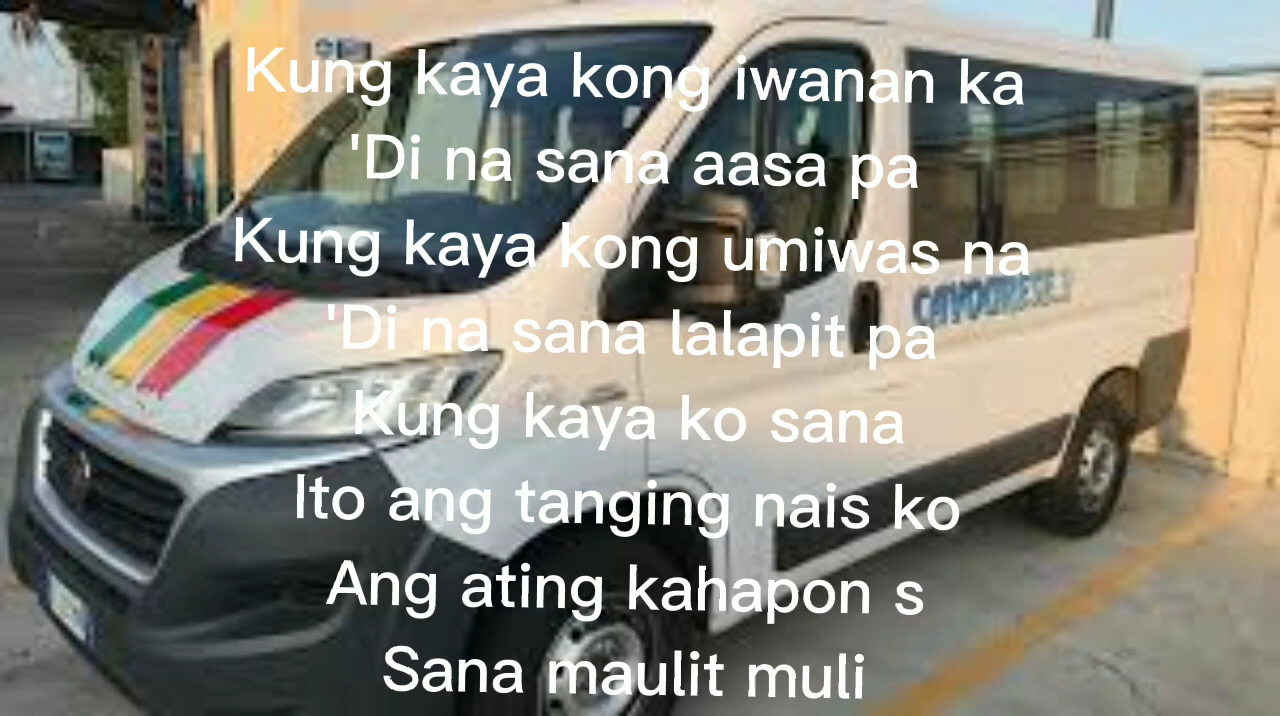 Kung kaya kong iwanan ka
'Di na sana aasa pa
Kung kaya kong umiwas na
'Di na sana lalapit pa
Kung kaya ko sana
Ito ang tanging nais ko
Ang ating kahapon s
Sana maulit muli